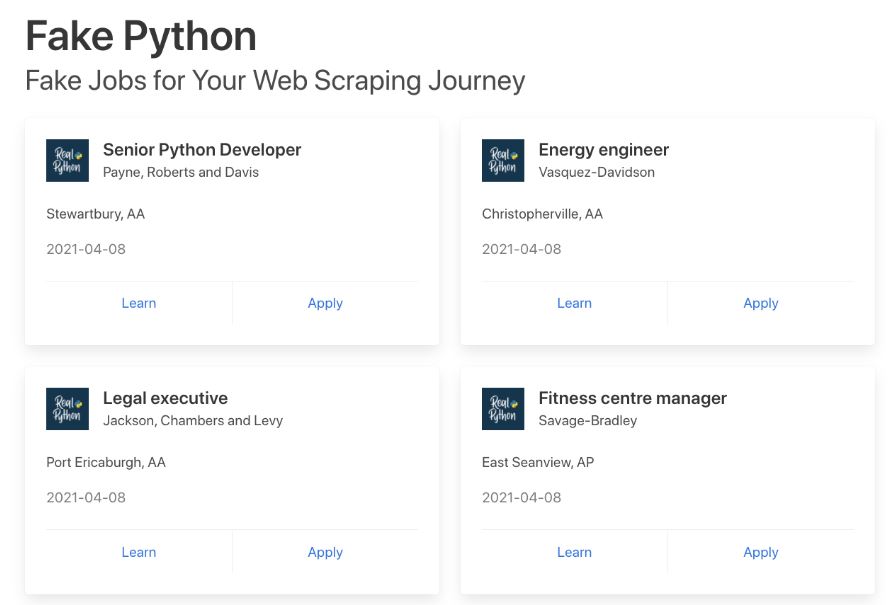 Fake Python
Fake Jobs for Your Web Scraping Journey
Real Python
Senior Python Developer
Payne, Roberts and Davis
Stewartbury, AA
2021-04-08
Learn
Apply
Real Python
Energy engineer
Vasquez-Davidson
Christopherville, AA
2021-04-08
Learn
Apply
Real Python
Legal executive
Jackson, Chambers and Levy
Port Ericaburgh, AA
2021-04-08
Learn
Apply
Real Python
Fitness centre manager
Savage-Bradley
East Seanview, AP
2021-04-08
Learn
Apply